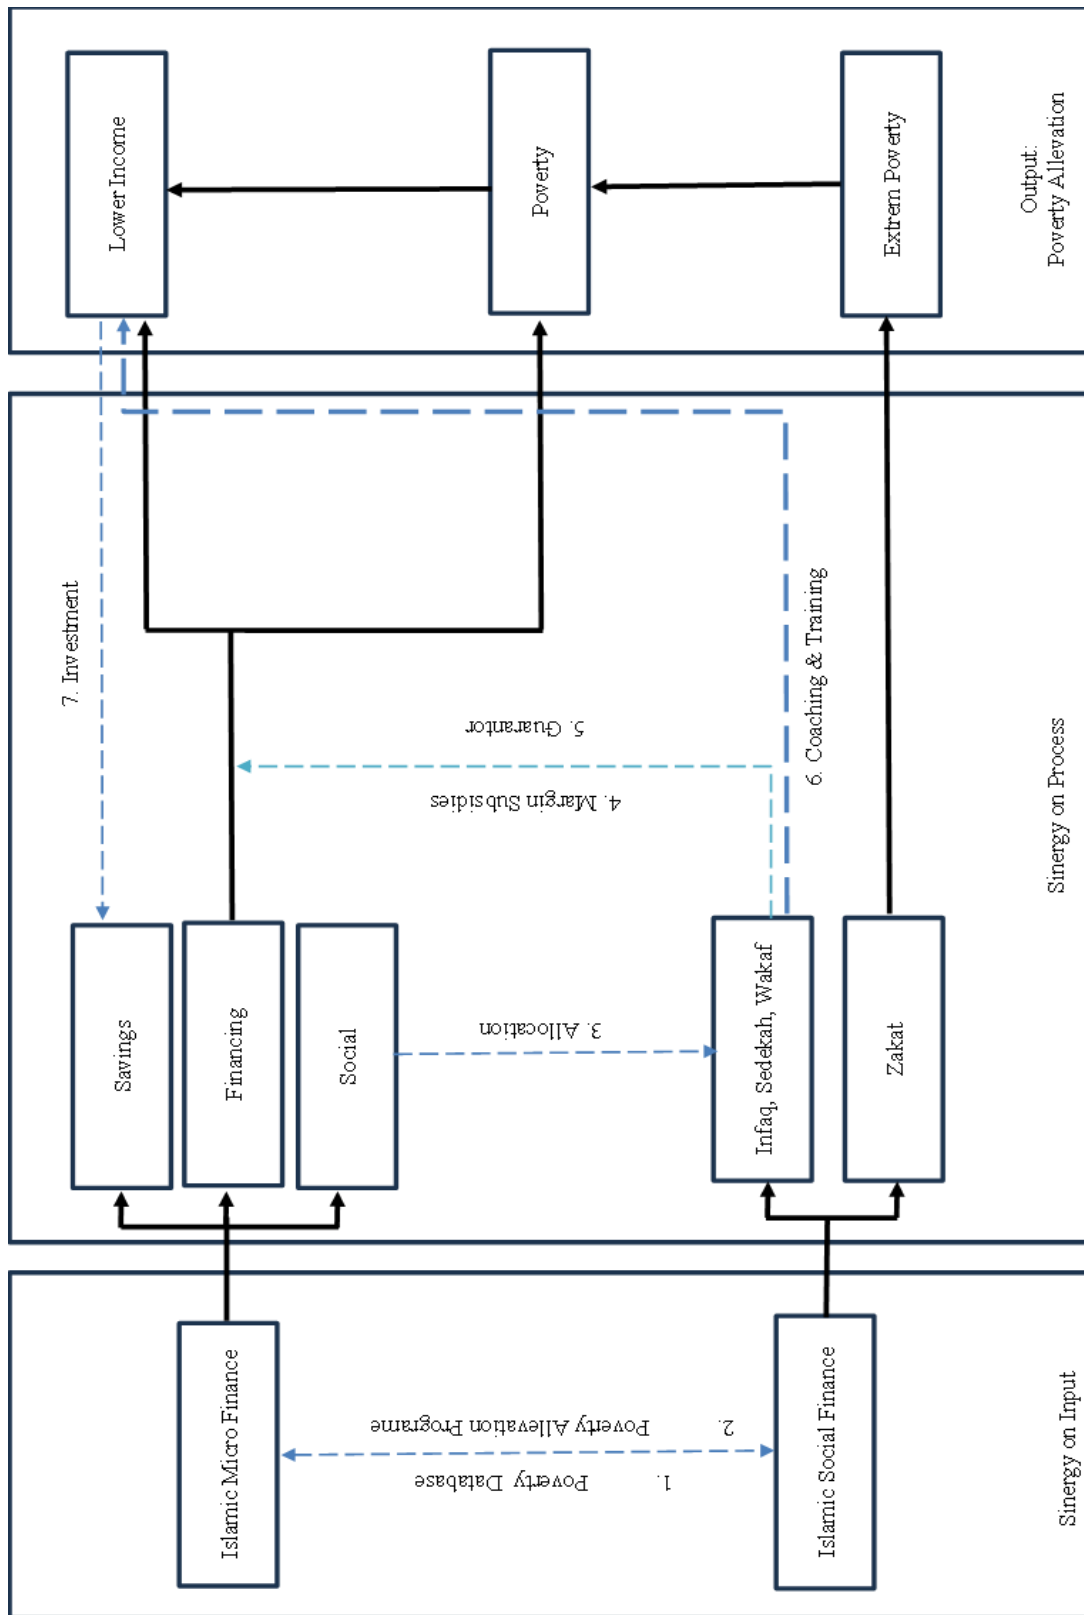 Islamic Micro Finance
1. Poverty Database
2. Poverty Allevation Programe
Islamic Social Finance
Sinergy on Input
Savings
Financing
Social
3. Allocation
Infaq, Sedekah, Wakaf
Zakat
7. Investment
4. Margin Subsidies
5. Guarantor
6. Coaching & Training
Sinergy on Process
Lower Income
Poverty
Extrem Poverty
Output:
Poverty Allevation